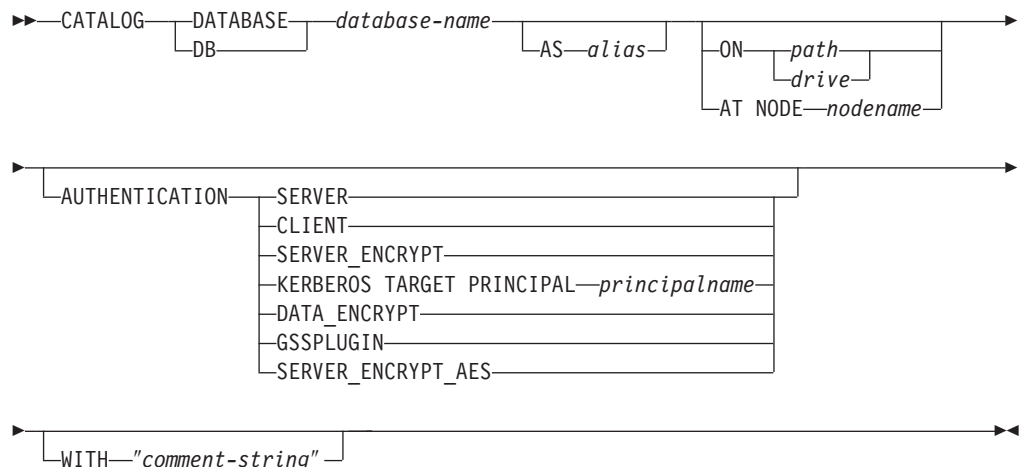 CATALOG DATABASE database-name
DB AS alias ON path
drive
AT NODE nodename
AUTHENTICATION SERVER
CLIENT
SERVER_ENCRYPT
KERBEROS TARGET PRINCIPAL principalname
DATA_ENCRYPT
GSSPLUGIN
SERVER_ENCRYPT_AES
WITH "comment-string"